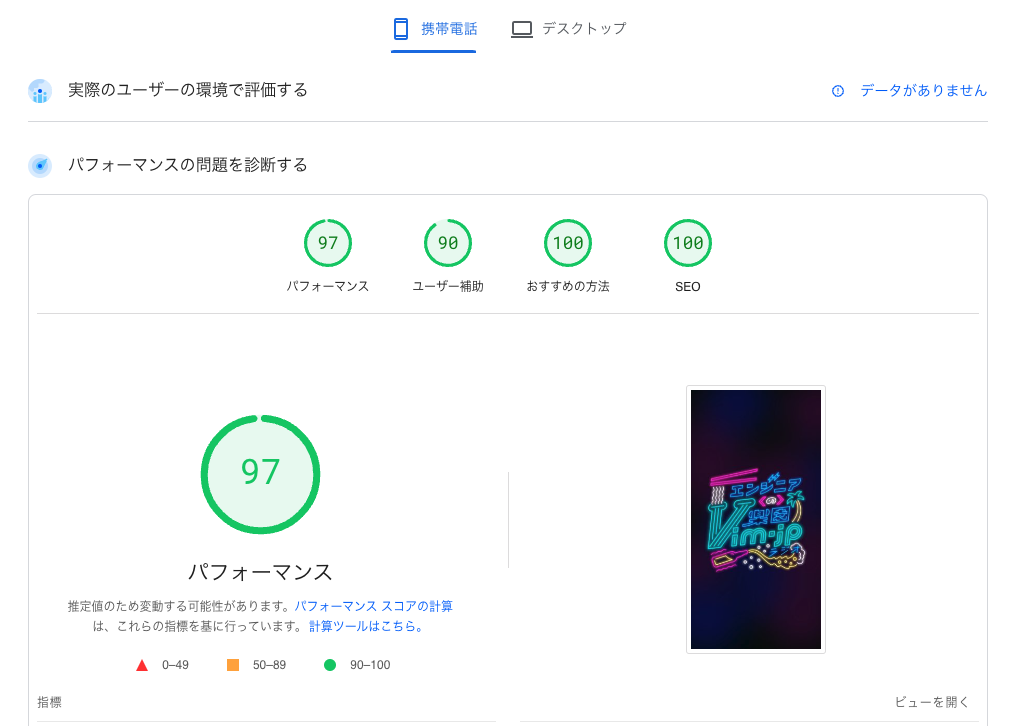 携帯電話 デスクトップ
実際のユーザーの環境で評価する データがありません
パフォーマンスの問題を診断する
97 90 100 100
パフォーマンス ユーザー補助 おすすめの方法 SEO
97
パフォーマンス
推定値のため変動する可能性があります。パフォーマンス スコアの計算
は、これらの指標を基に行っています。 計算ツールはこちら。
0–49 50–89 90–100
エンジニア
の
楽園
Vim-jp
ラジオ
指標 ビューを開く